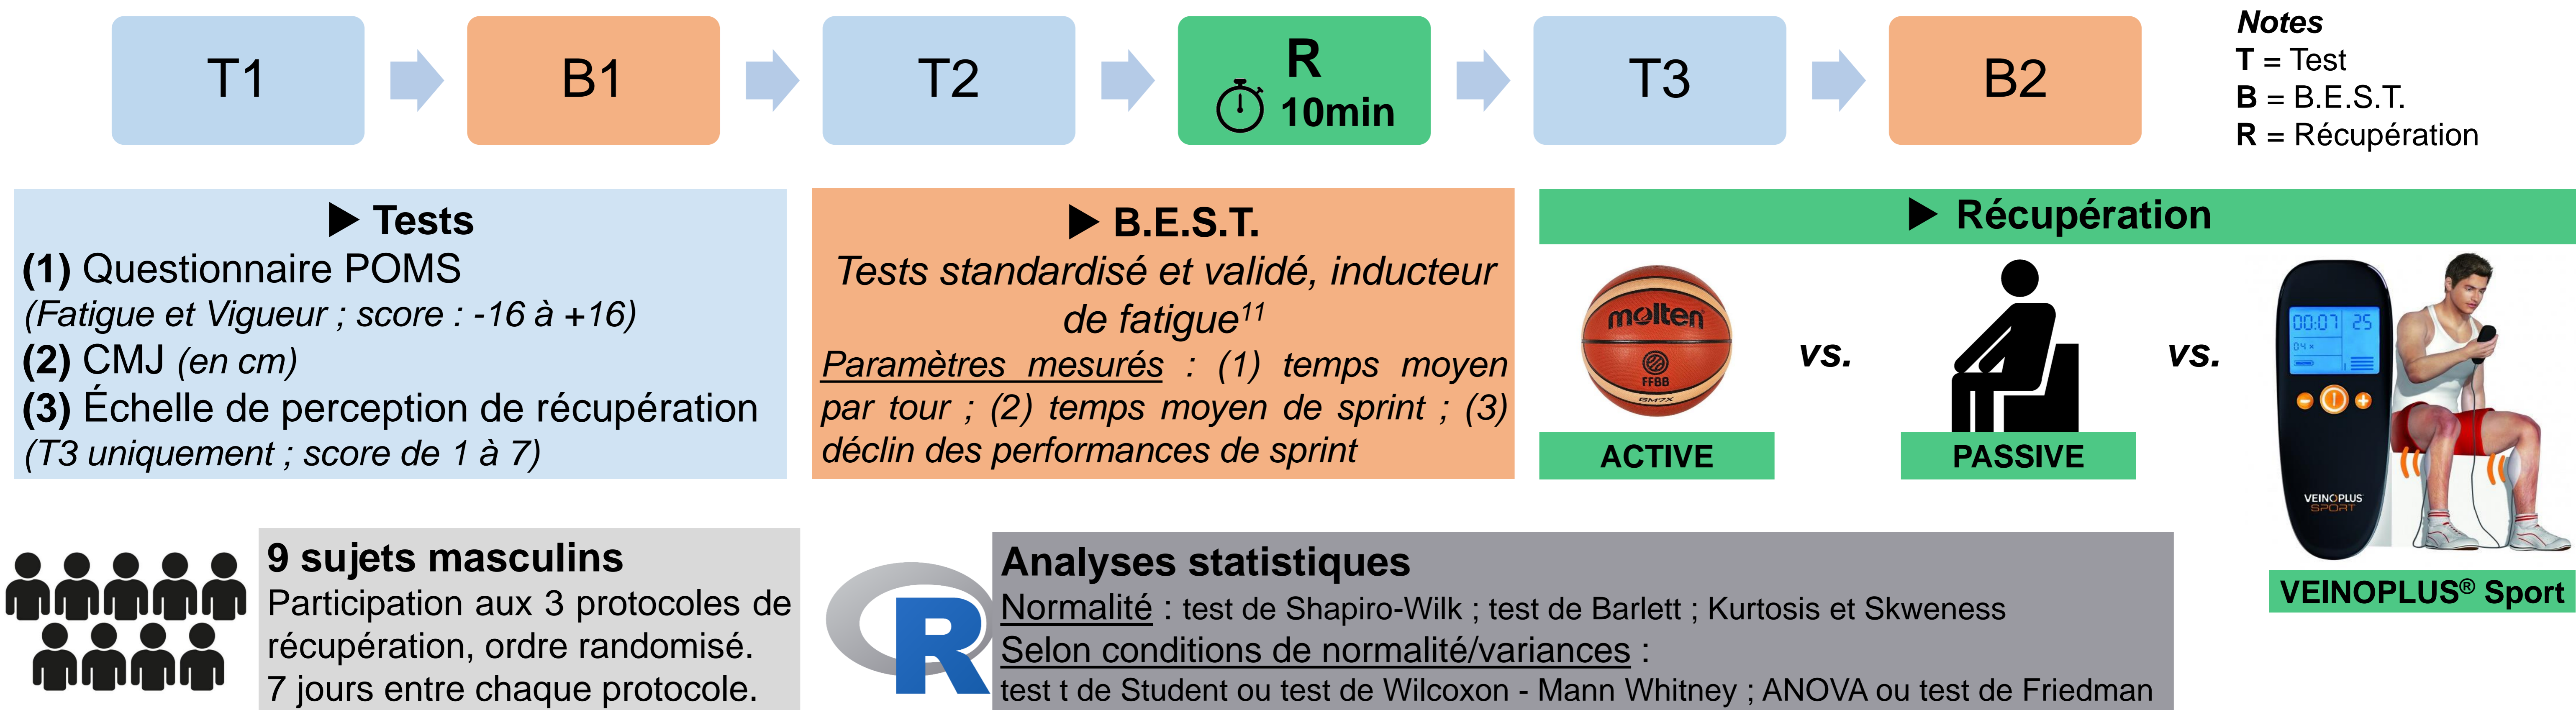 T1
B1
T2
R
10min
T3
B2
Notes
T = Test
B = B.E.S.T.
R = Récupération
▶ Tests
(1) Questionnaire POMS
(Fatigue et Vigueur ; score : -16 à +16)
(2) CMJ (en cm)
(3) Échelle de perception de récupération
(T3 uniquement ; score de 1 à 7)
▶ B.E.S.T.
Tests standardisé et validé, inducteur
de fatigue11
Paramètres mesurés : (1) temps moyen
par tour ; (2) temps moyen de sprint ; (3)
déclin des performances de sprint
▶ Récupération
molten
FFBB
GM7X
ACTIVE
vs.
PASSIVE
vs.
00:07 25
04 x
VEINOPLUS
SPORT
VEINOPLUS® Sport
9 sujets masculins
Participation aux 3 protocoles de
récupération, ordre randomisé.
7 jours entre chaque protocole.
R
Analyses statistiques
Normalité : test de Shapiro-Wilk ; test de Barlett ; Kurtosis et Skweness
Selon conditions de normalité/variances :
test t de Student ou test de Wilcoxon - Mann Whitney ; ANOVA ou test de Friedman